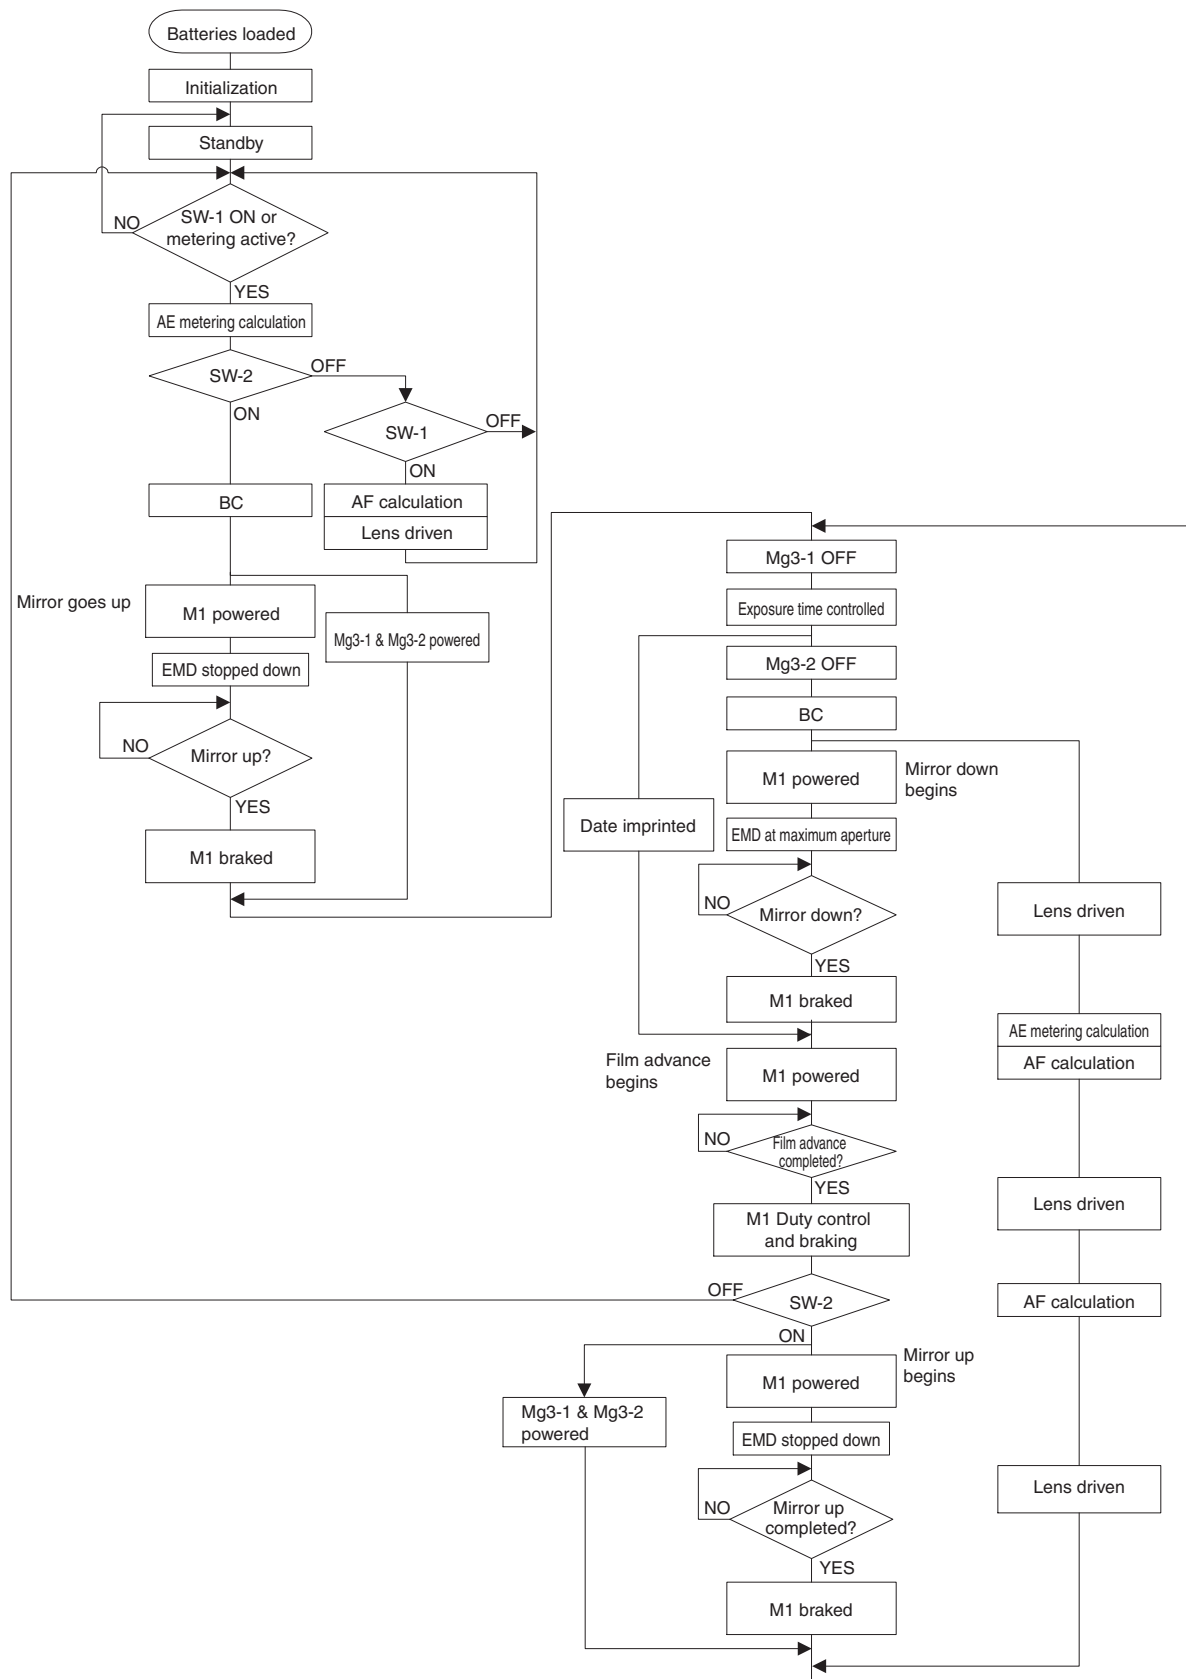 Batteries loaded
Initialization
Standby
NO
SW-1 ON or
metering active?
YES
AE metering calculation
SW-2
OFF
ON
SW-1
OFF
ON
BC
AF calculation
Lens driven
Mirror goes up
M1 powered
Mg3-1 & Mg3-2 powered
EMD stopped down
NO
Mirror up?
YES
M1 braked
Mg3-1 OFF
Exposure time controlled
Mg3-2 OFF
BC
M1 powered
Mirror down
begins
Date imprinted
EMD at maximum aperture
NO
Mirror down?
YES
M1 braked
Film advance
begins
M1 powered
NO
Film advance
completed?
YES
M1 Duty control
and braking
OFF
SW-2
ON
Mirror up
begins
M1 powered
Mg3-1 & Mg3-2
powered
EMD stopped down
NO
Mirror up
completed?
YES
M1 braked
Lens driven
AE metering calculation
AF calculation
Lens driven
AF calculation
Lens driven